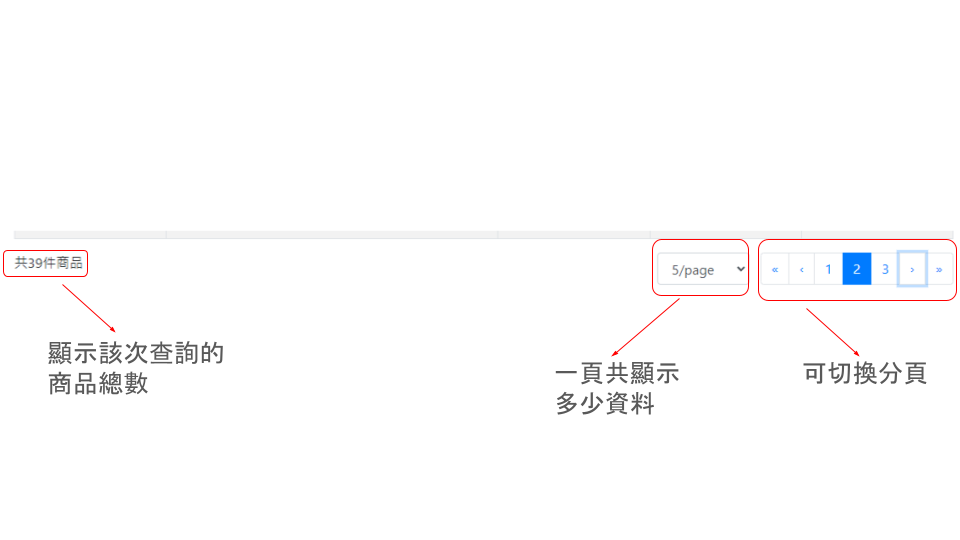 共39件商品
5/page
« ‹ 1 2 3 › »
顯示該次查詢的
商品總數
一頁共顯示
多少資料
可切換分頁